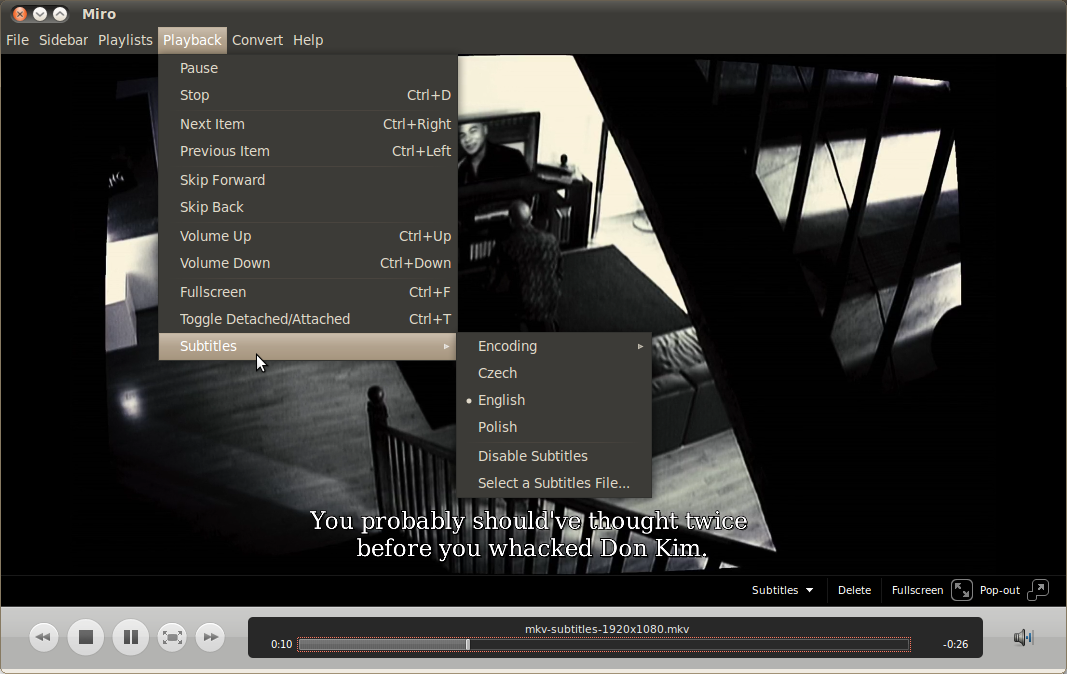 Miro
File Sidebar Playlists Playback Convert Help
Pause
Stop Ctrl+D
Next Item Ctrl+Right
Previous Item Ctrl+Left
Skip Forward
Skip Back
Volume Up Ctrl+Up
Volume Down Ctrl+Down
Fullscreen Ctrl+F
Toggle Detached/Attached Ctrl+T
Subtitles
Encoding
Czech
English
Polish
Disable Subtitles
Select a Subtitles File...
You probably should've thought twice
before you whacked Don Kim.
Subtitles Delete Fullscreen Pop-out
mkv-subtitles-1920x1080.mkv
0:10 -0:26